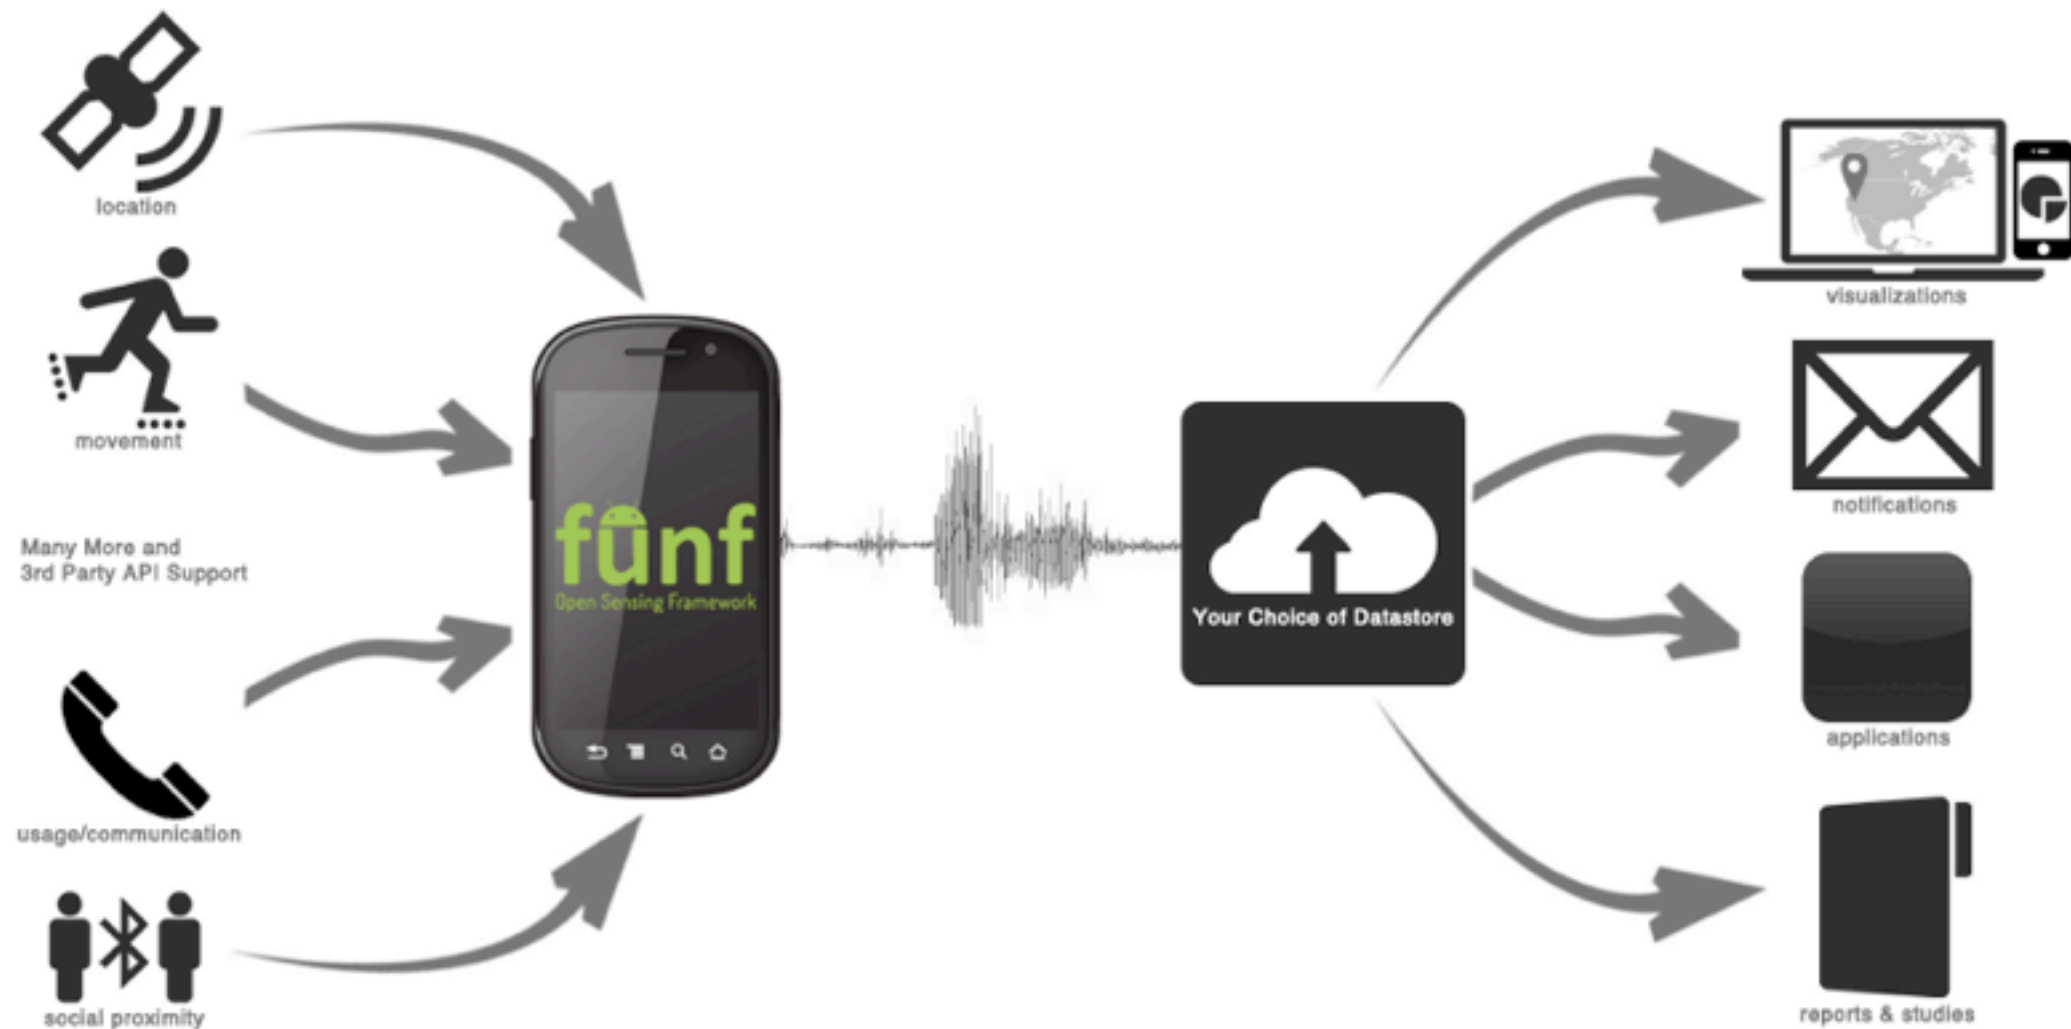 location
movement
Many More and
3rd Party API Support
usage/communication
social proximity
funf
Open Sensing Framework
Your Choice of Datastore
visualizations
notifications
applications
reports & studies